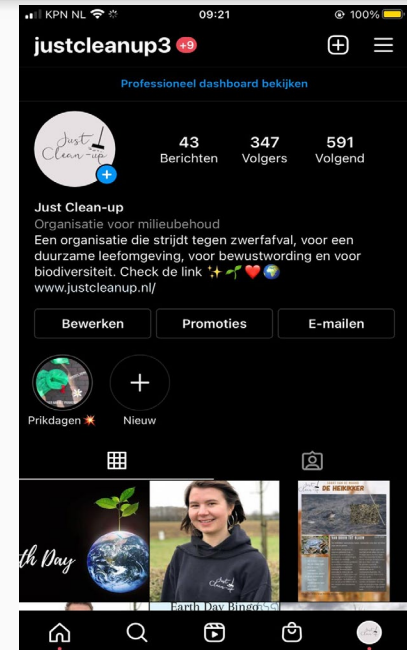 KPN NL 09:21 100%
justcleanup3 +9
Professioneel dashboard bekijken
Just
Clean-up
43 347 591
Berichten Volgers Volgend
Just Clean-up
Organisatie voor milieubehoud
Een organisatie die strijdt tegen zwerfafval, voor een
duurzame leefomgeving, voor bewustwording en voor
biodiversiteit. Check de link ✨🌱❤️🌍
www.justcleanup.nl/
Bewerken Promoties E-mailen
Prikdagen 💥 Nieuw
th Day
Just
Clean-up
DE HEIKIKKER
Earth Day Bingo